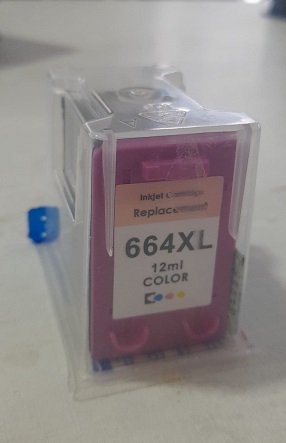 Inkjet Cartridge
Replacement
664XL
12ml
COLOR